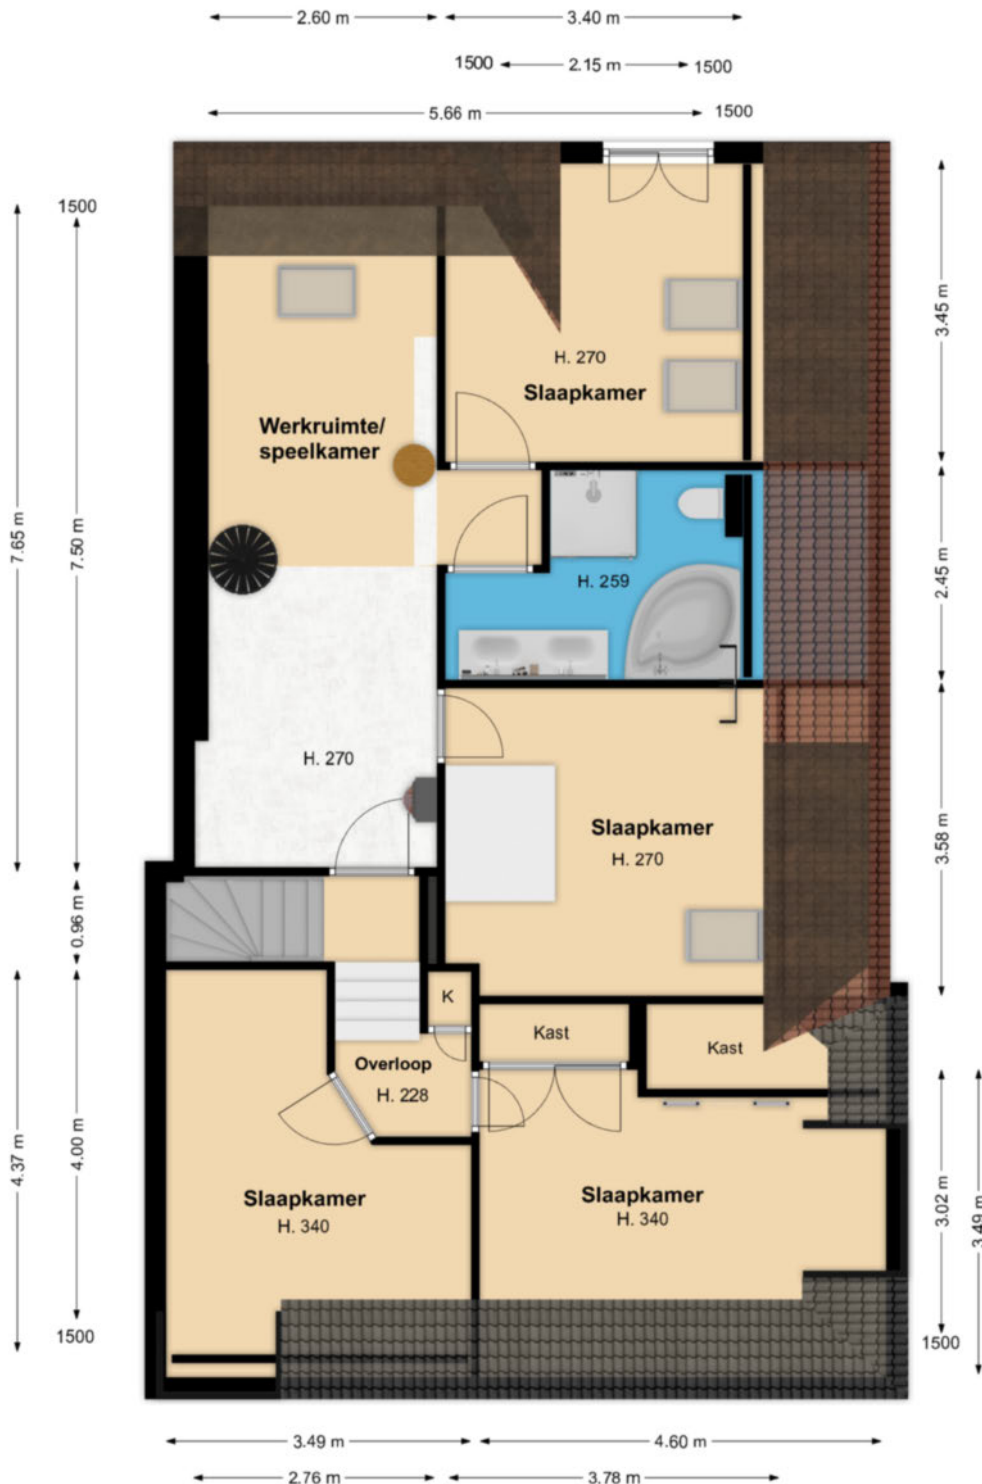 2.60 m
3.40 m
1500
2.15 m
1500
5.66 m
1500
1500
7.65 m
7.50 m
3.45 m
H. 270
Slaapkamer
Werkruimte/
speelkamer
H. 259
2.45 m
H. 270
Slaapkamer
H. 270
3.58 m
0.96 m
K
Kast
Kast
Overloop
H. 228
4.37 m
4.00 m
Slaapkamer
H. 340
Slaapkamer
H. 340
3.02 m
3.49 m
1500
1500
3.49 m
4.60 m
2.76 m
3.78 m